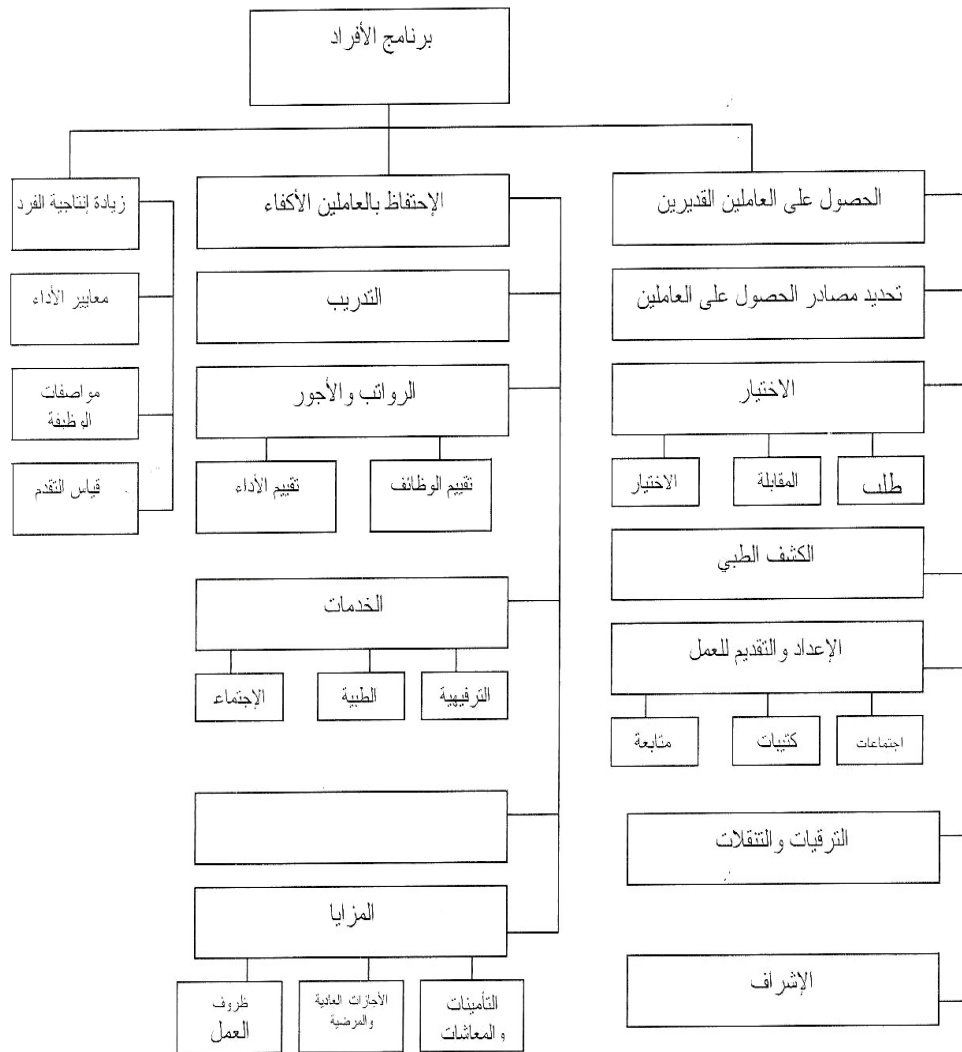 برنامج الأفراد
الحصول على العاملين القديرين
تحديد مصادر الحصول على العاملين
الاختيار
طلب
المقابلة
الاختيار
الكشف الطبي
الإعداد والتقديم للعمل
اجتماعات
كتيبات
متابعة
الترقيات والتنقلات
الإشراف
الإحتفاظ بالعاملين الأكفاء
التدريب
الرواتب والأجور
تقييم الوظائف
تقييم الأداء
الخدمات
الترفيهية
الطبية
الإجتماء
المزايا
التأمينات
والمعاشات
الأجازات العادية
والمرضية
ظروف
العمل
زيادة إنتاجية الفرد
معايير الأداء
مواصفات
الوظيفة
قياس التقدم